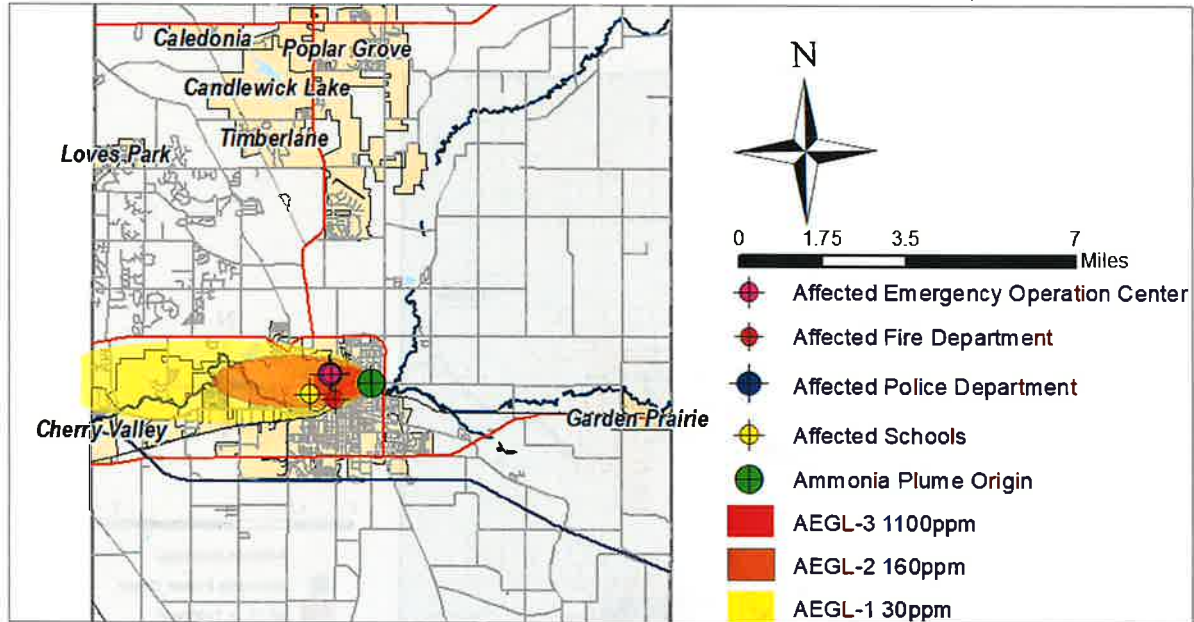 Caledonia
Poplar Grove
Candlewick Lake
Timberlane
Loves Park
Cherry Valley
Garden Prairie
N
0 1.75 3.5 7
Miles
Affected Emergency Operation Center
Affected Fire Department
Affected Police Department
Affected Schools
Ammonia Plume Origin
AEGL-3 1100ppm
AEGL-2 160ppm
AEGL-1 30ppm